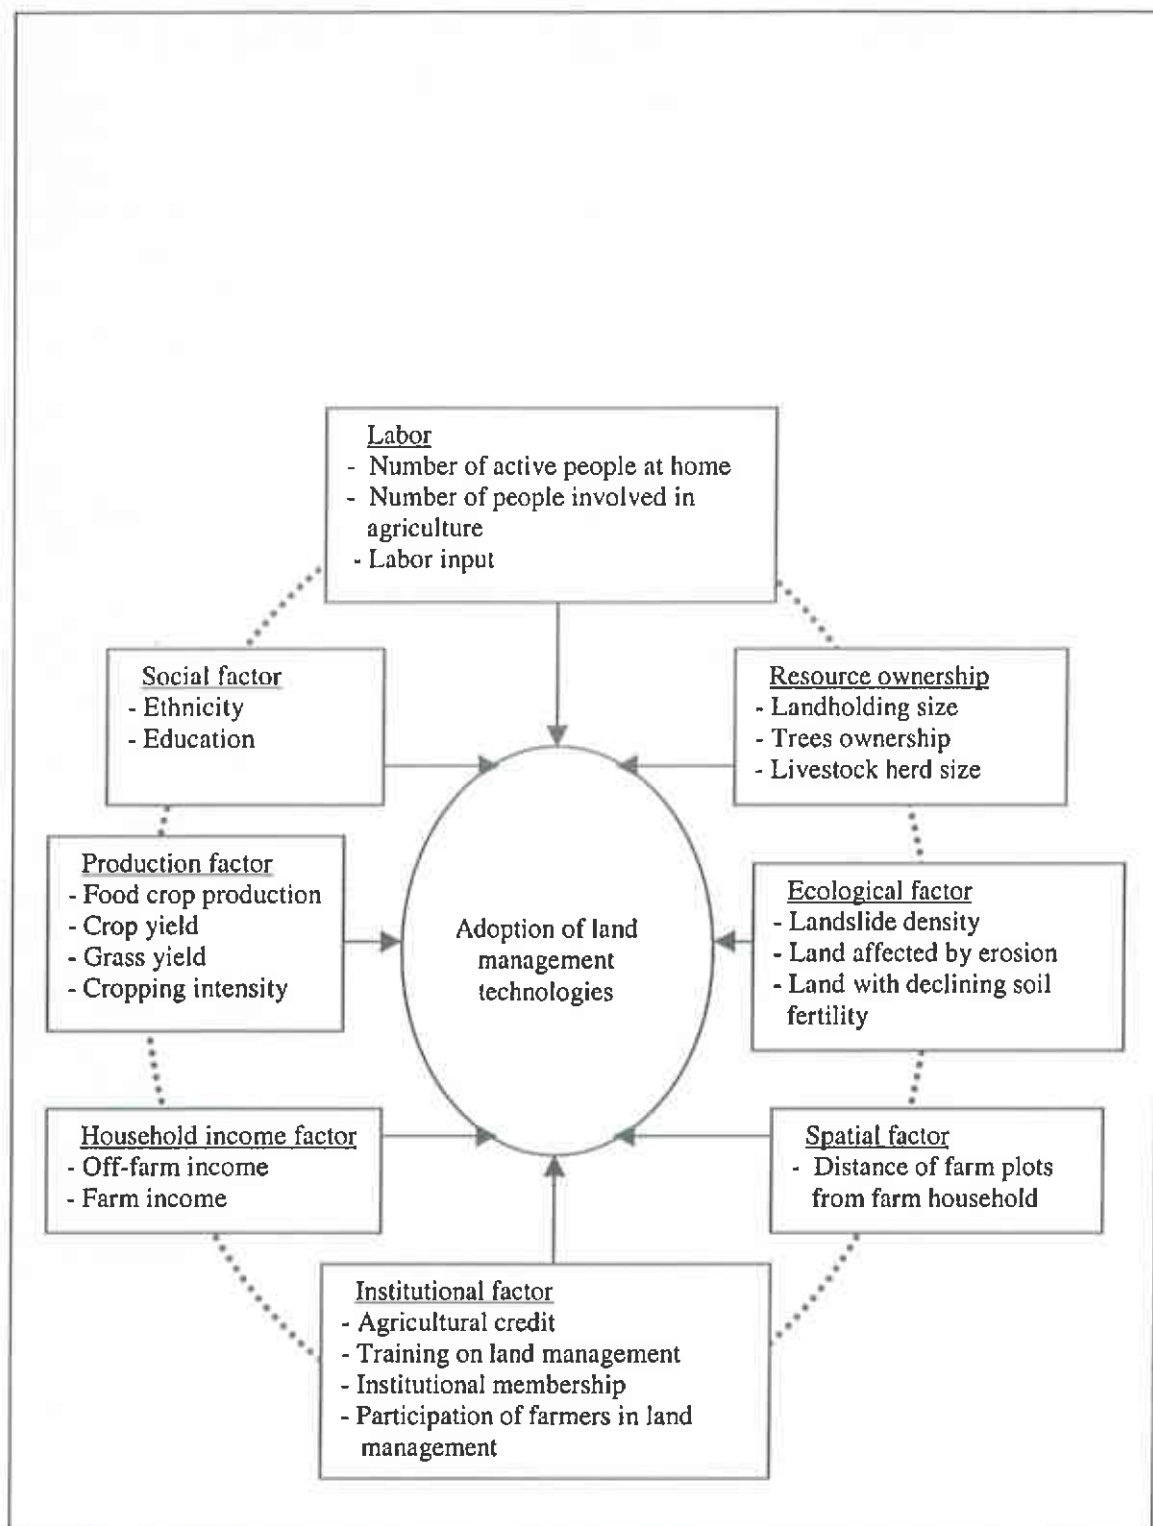 Labor
- Number of active people at home
- Number of people involved in
agriculture
- Labor input
Social factor
- Ethnicity
- Education
Resource ownership
- Landholding size
- Trees ownership
- Livestock herd size
Production factor
- Food crop production
- Crop yield
- Grass yield
- Cropping intensity
Adoption of land
management
technologies
Ecological factor
- Landslide density
- Land affected by erosion
- Land with declining soil
fertility
Household income factor
- Off-farm income
- Farm income
Spatial factor
- Distance of farm plots
from farm household
Institutional factor
- Agricultural credit
- Training on land management
- Institutional membership
- Participation of farmers in land
management